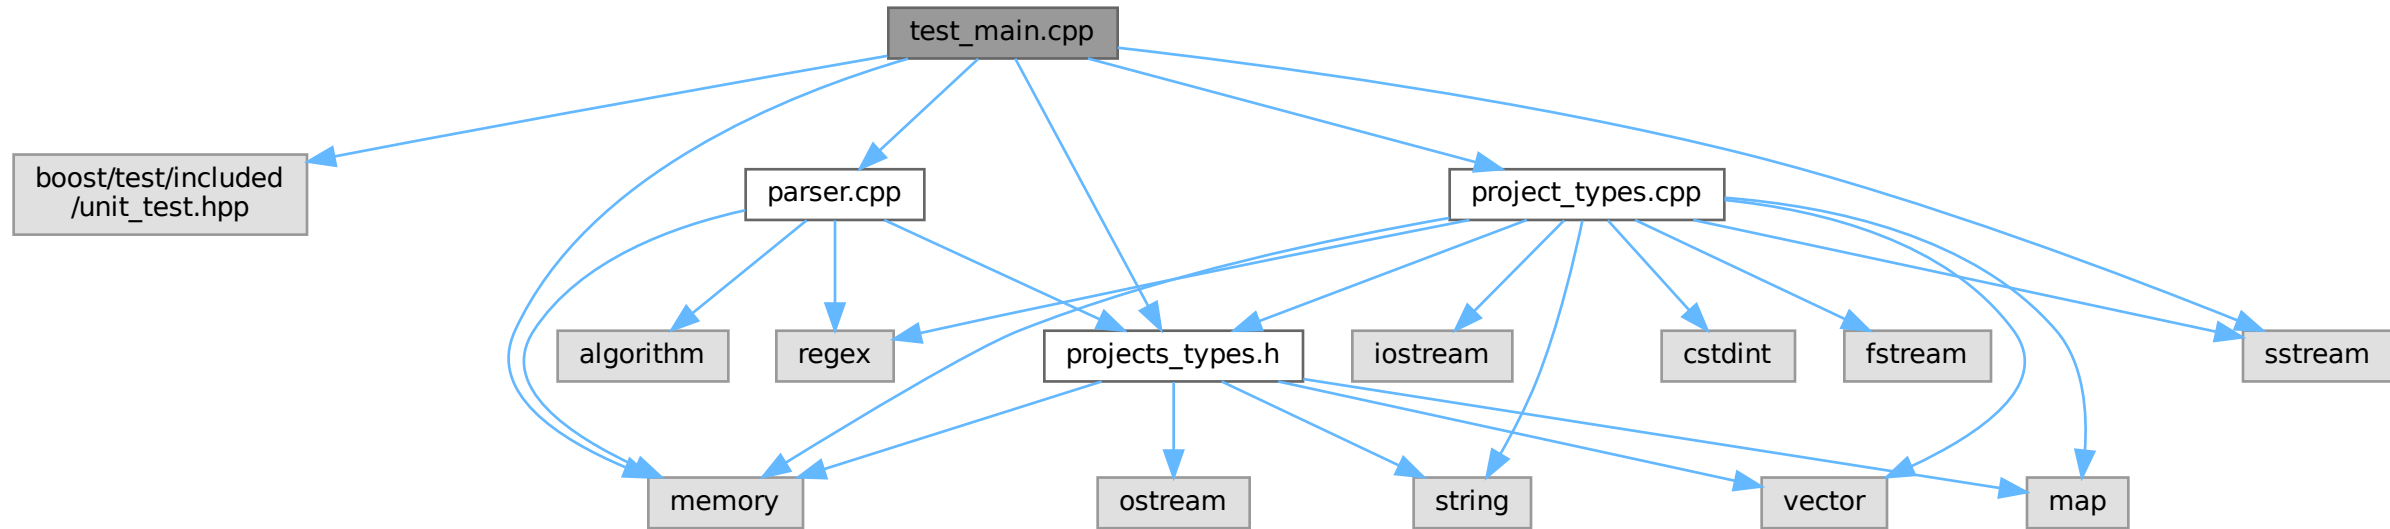 test_main.cpp
boost/test/included
/unit_test.hpp
parser.cpp
project_types.cpp
algorithm
regex
projects_types.h
iostream
cstdint
fstream
sstream
memory
ostream
string
vector
map